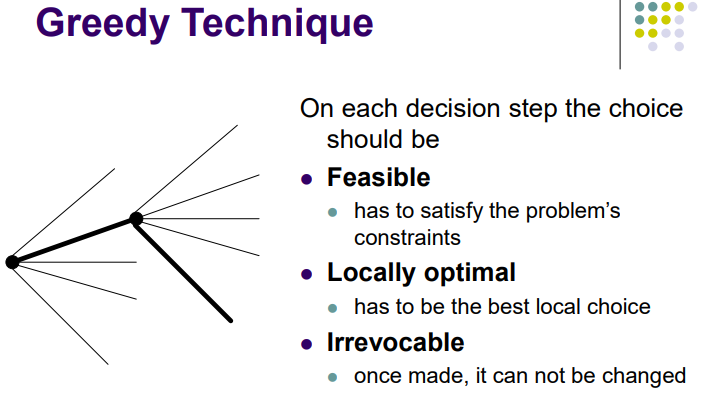 Greedy Technique
On each decision step the choice
should be
Feasible
has to satisfy the problem's
constraints
Locally optimal
has to be the best local choice
Irrevocable
once made, it can not be changed